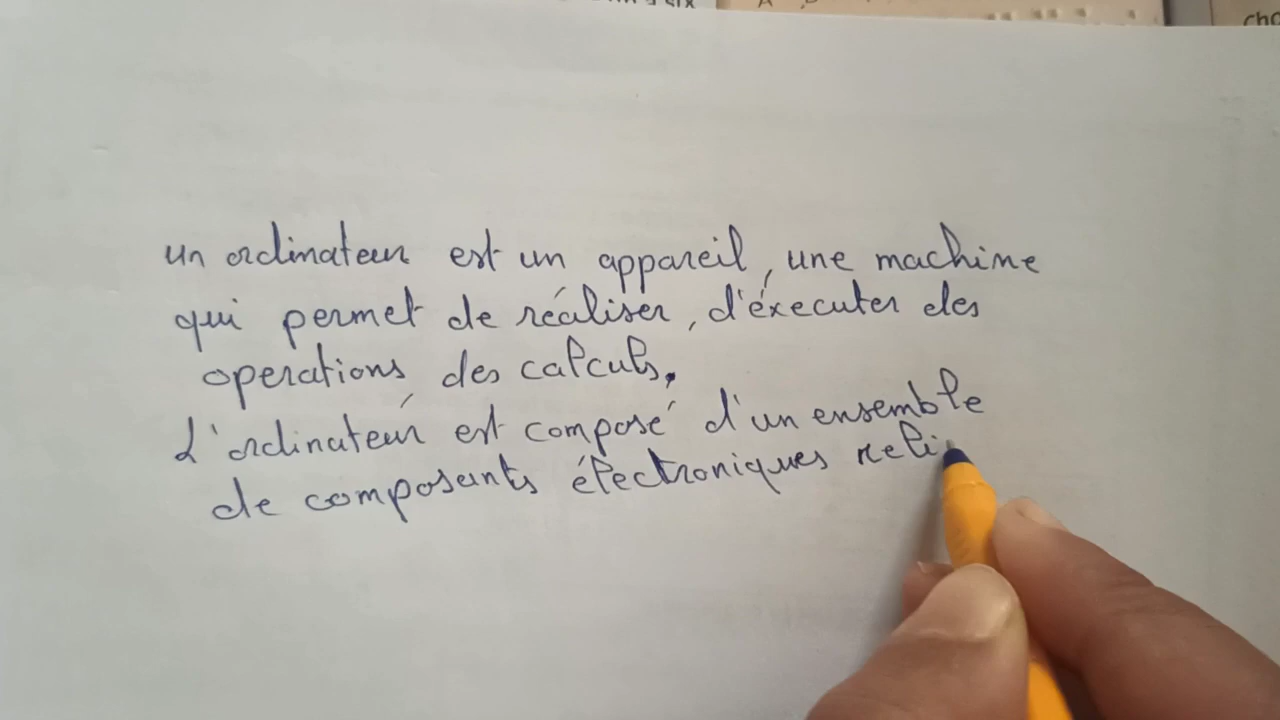 un ordinateur est un appareil, une machine
qui permet de réaliser, d'éxecuter des
operations des calculs.
L'ordinateur est composé d'un ensemble
de composants électroniques reli